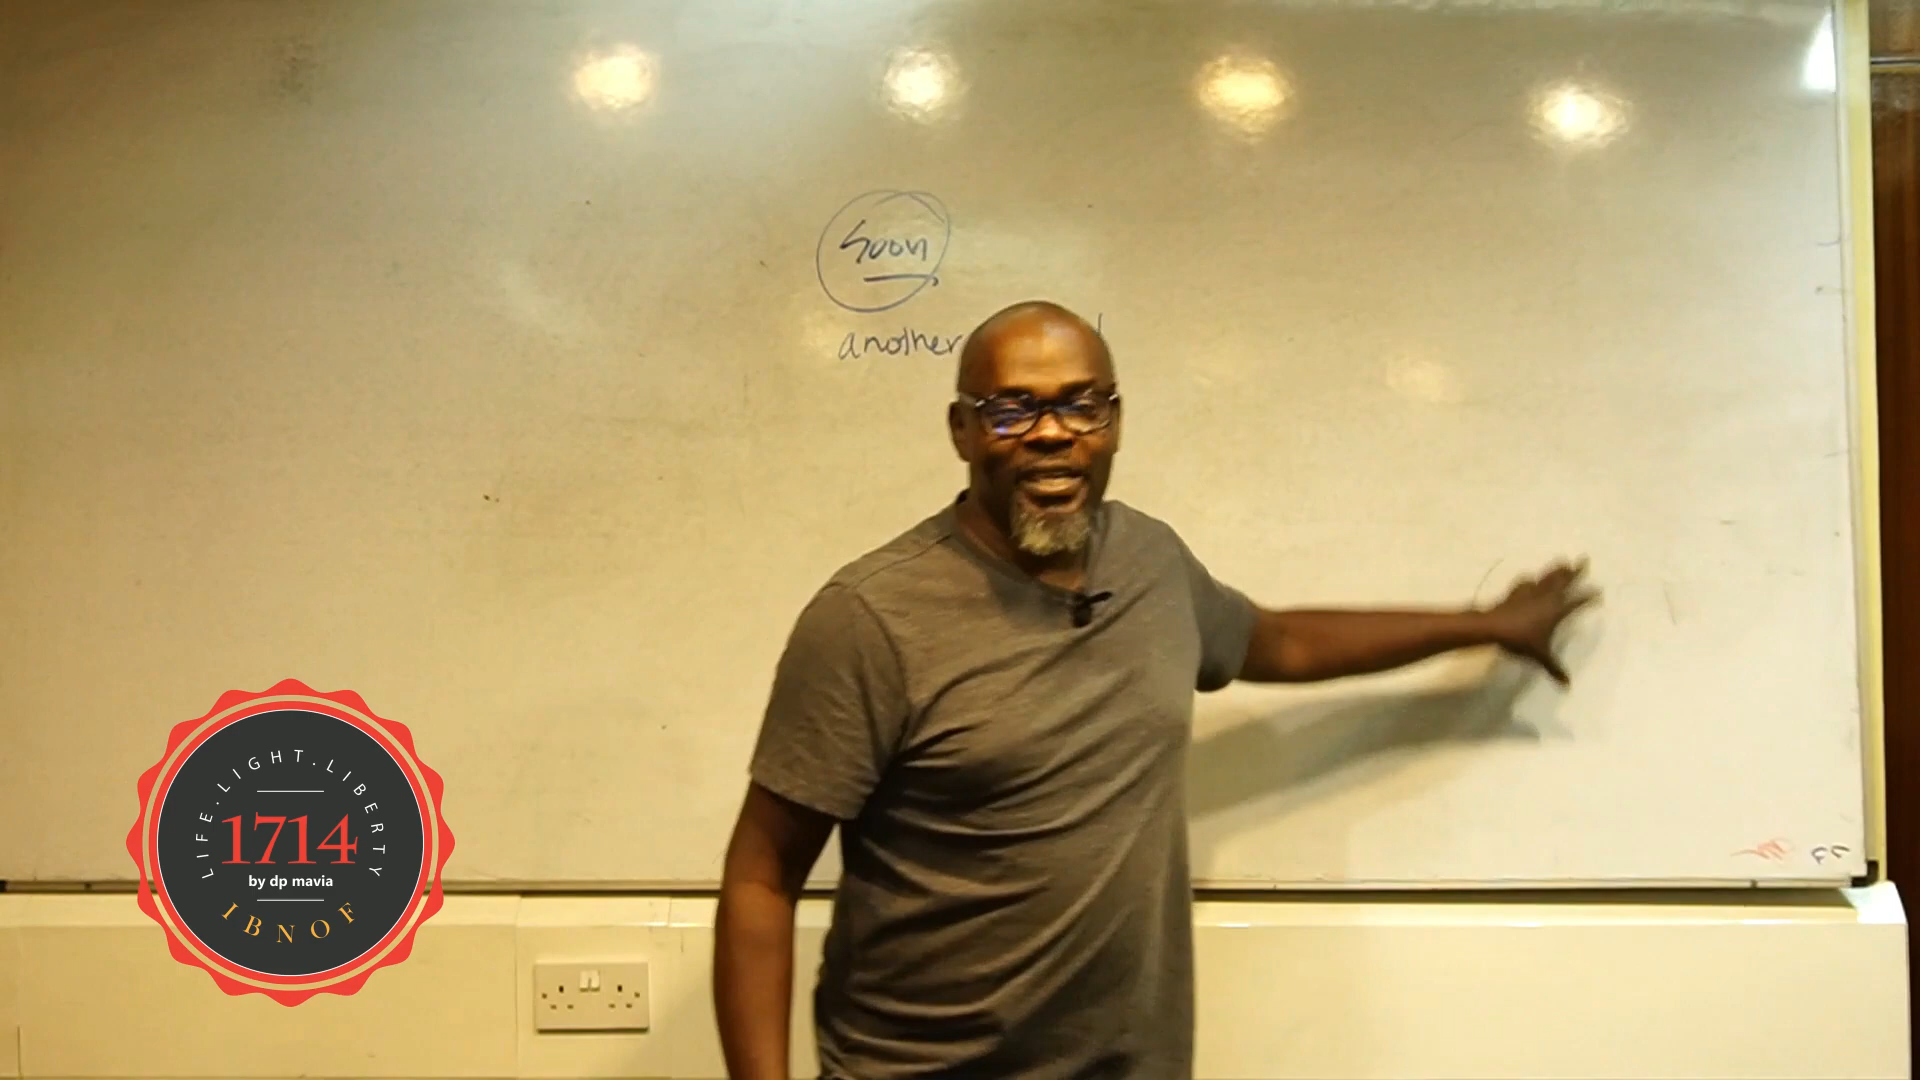 Soon
another
LIFE.LIGHT.LIBERTY
1714
by dp mavia
IBNOF